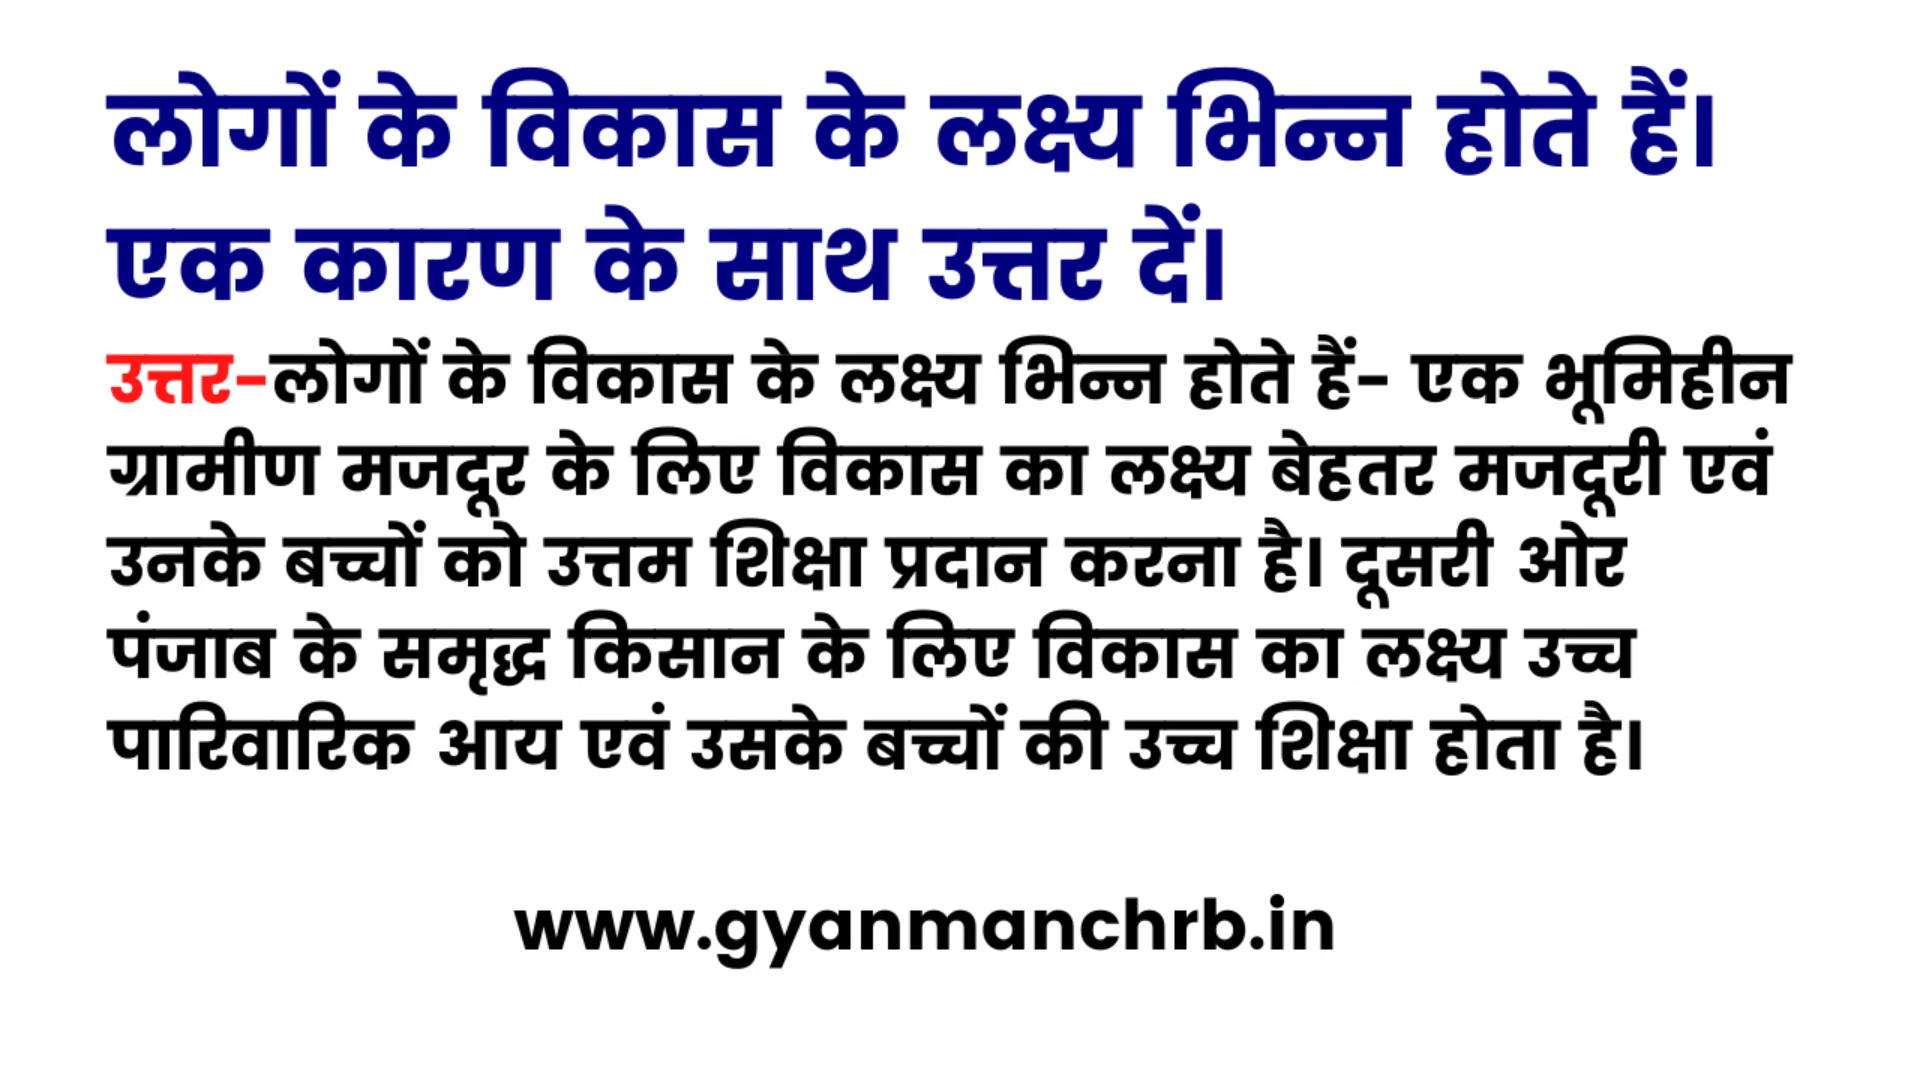 लोगों के विकास के लक्ष्य भिन्न होते हैं।
एक कारण के साथ उत्तर दें।
उत्तर-लोगों के विकास के लक्ष्य भिन्न होते हैं- एक भूमिहीन
ग्रामीण मजदूर के लिए विकास का लक्ष्य बेहतर मजदूरी एवं
उनके बच्चों को उत्तम शिक्षा प्रदान करना है। दूसरी ओर
पंजाब के समृद्ध किसान के लिए विकास का लक्ष्य उच्च
पारिवारिक आय एवं उसके बच्चों की उच्च शिक्षा होता है।
www.gyanmanchrb.in